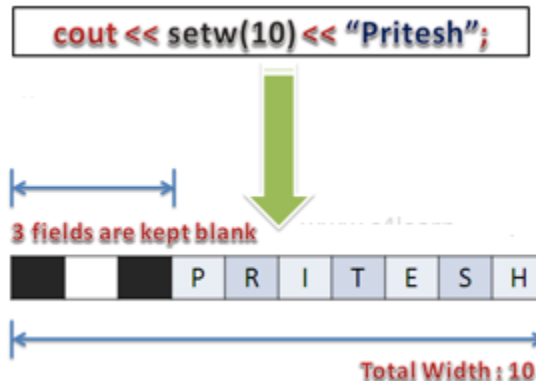 cout << setw(10) << “Pritesh”;
3 fields are kept blank
P R I T E S H
Total Width : 10